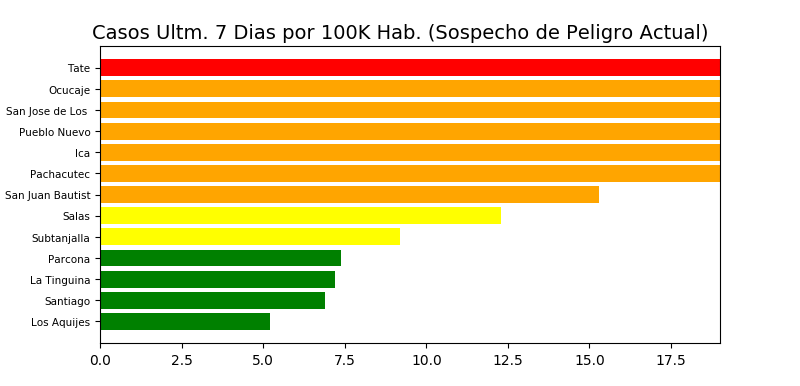 Casos Ultm. 7 Dias por 100K Hab. (Sospecho de Peligro Actual)
Tate
Ocucaje
San Jose de Los
Pueblo Nuevo
Ica
Pachacutec
San Juan Bautist
Salas
Subtanjalla
Parcona
La Tinguina
Santiago
Los Aquijes
0.0 2.5 5.0 7.5 10.0 12.5 15.0 17.5